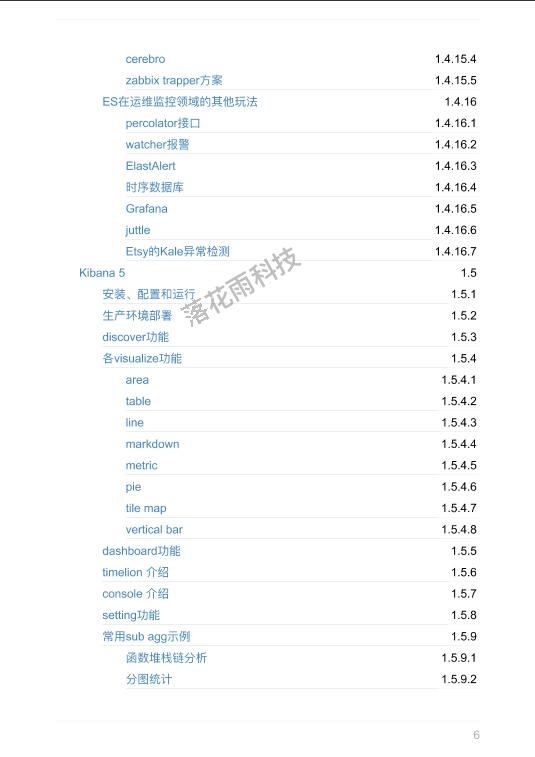 cerebro 1.4.15.4
zabbix trapper方案 1.4.15.5
ES在运维监控领域的其他玩法 1.4.16
percolator接口 1.4.16.1
watcher报警 1.4.16.2
ElastAlert 1.4.16.3
时序数据库 1.4.16.4
Grafana 1.4.16.5
juttle 1.4.16.6
Etsy的Kale异常检测 1.4.16.7
Kibana 5 1.5
安装、配置和运行 1.5.1
生产环境部署 1.5.2
discover功能 1.5.3
各visualize功能 1.5.4
area 1.5.4.1
table 1.5.4.2
line 1.5.4.3
markdown 1.5.4.4
metric 1.5.4.5
pie 1.5.4.6
tile map 1.5.4.7
vertical bar 1.5.4.8
dashboard功能 1.5.5
timelion 介绍 1.5.6
console 介绍 1.5.7
setting功能 1.5.8
常用sub agg示例 1.5.9
函数堆栈链分析 1.5.9.1
分图统计 1.5.9.2
落花雨科技
6